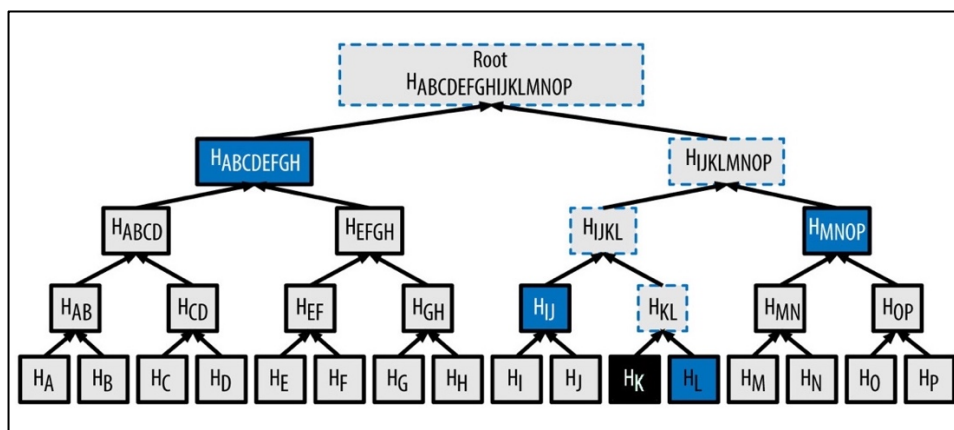 Root
HABCDEFGHIJKLMNOP
HABCDEFGH HIJKLMNOP
HABCD HEFGH HIJKL HMNOP
HAB HCD HEF HGH HIJ HKL HMN HOP
HA HB HC HD HE HF HG HH HI HJ HK HL HM HN HO HP